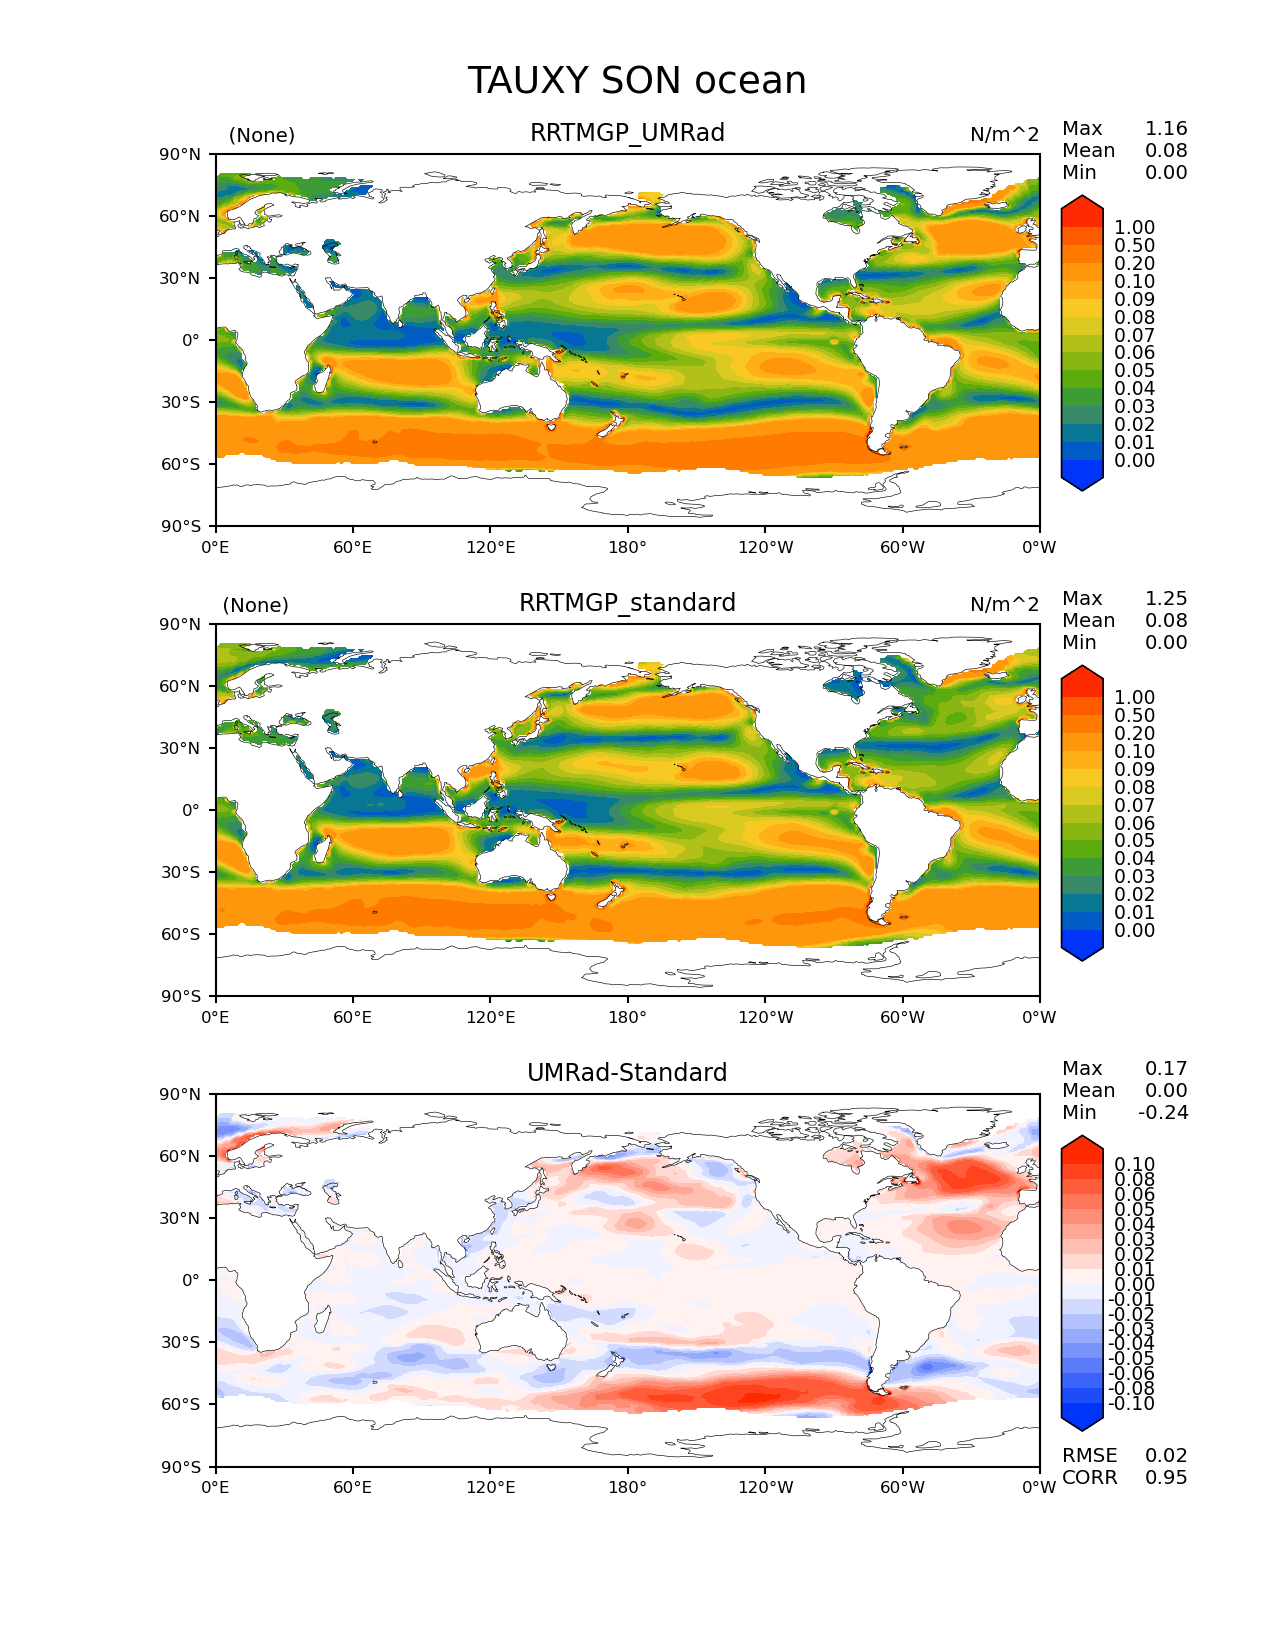 TAUXY SON ocean
(None) RRTMGP_UMRad N/m^2
Max 1.16
Mean 0.08
Min 0.00
90°N
60°N
30°N
0°
30°S
60°S
90°S
0°E 60°E 120°E 180° 120°W 60°W 0°W
1.00
0.50
0.20
0.10
0.09
0.08
0.07
0.06
0.05
0.04
0.03
0.02
0.01
0.00
(None) RRTMGP_standard N/m^2
Max 1.25
Mean 0.08
Min 0.00
90°N
60°N
30°N
0°
30°S
60°S
90°S
0°E 60°E 120°E 180° 120°W 60°W 0°W
1.00
0.50
0.20
0.10
0.09
0.08
0.07
0.06
0.05
0.04
0.03
0.02
0.01
0.00
UMRad-Standard
Max 0.17
Mean 0.00
Min -0.24
90°N
60°N
30°N
0°
30°S
60°S
90°S
0°E 60°E 120°E 180° 120°W 60°W 0°W
0.10
0.08
0.06
0.05
0.04
0.03
0.02
0.01
0.00
-0.01
-0.02
-0.03
-0.04
-0.05
-0.06
-0.08
-0.10
RMSE 0.02
CORR 0.95